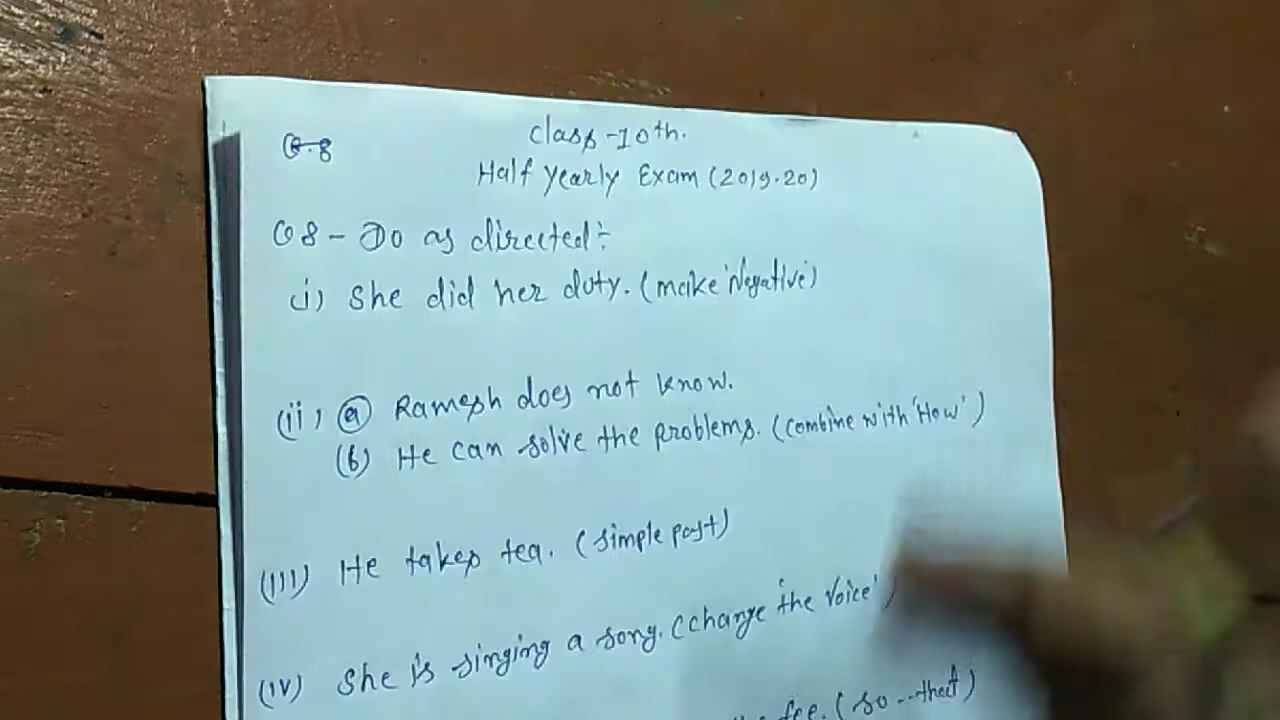 Q.8
Class-10th.
Half Yearly Exam (2019-20)
Q8- Do as directed:-
(i) She did her duty. (make 'Negative')
(ii) (a) Ramesh does not know.
(b) He can solve the problems. (combine with 'How')
(iii) He takes tea. (simple past)
(iv) She is singing a song. (change the 'voice')
fee. (so...that)